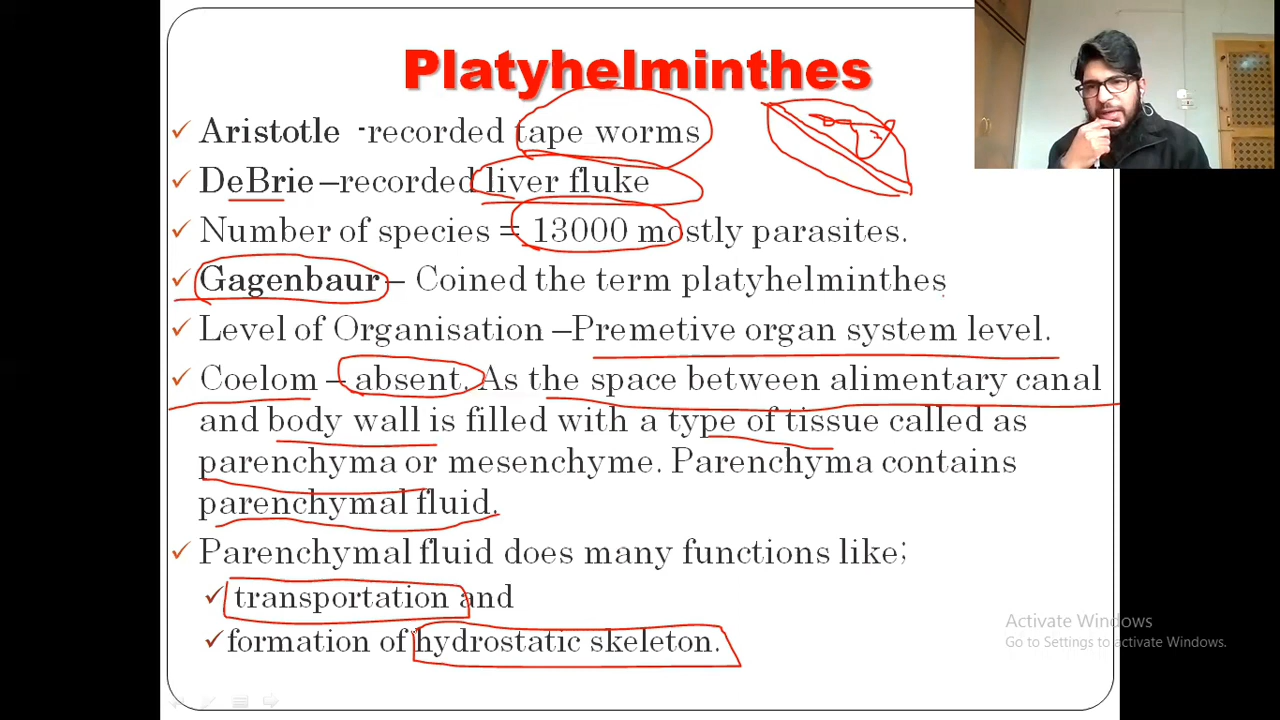 Platyhelminthes
Aristotle -recorded tape worms
DeBrie –recorded liver fluke
Number of species = 13000 mostly parasites.
Gagenbaur – Coined the term platyhelminthes
Level of Organisation –Premetive organ system level.
Coelom – absent. As the space between alimentary canal
and body wall is filled with a type of tissue called as
parenchyma or mesenchyme. Parenchyma contains
parenchymal fluid.
Parenchymal fluid does many functions like;
transportation and
formation of hydrostatic skeleton.
Activate Windows
Go to Settings to activate Windows.